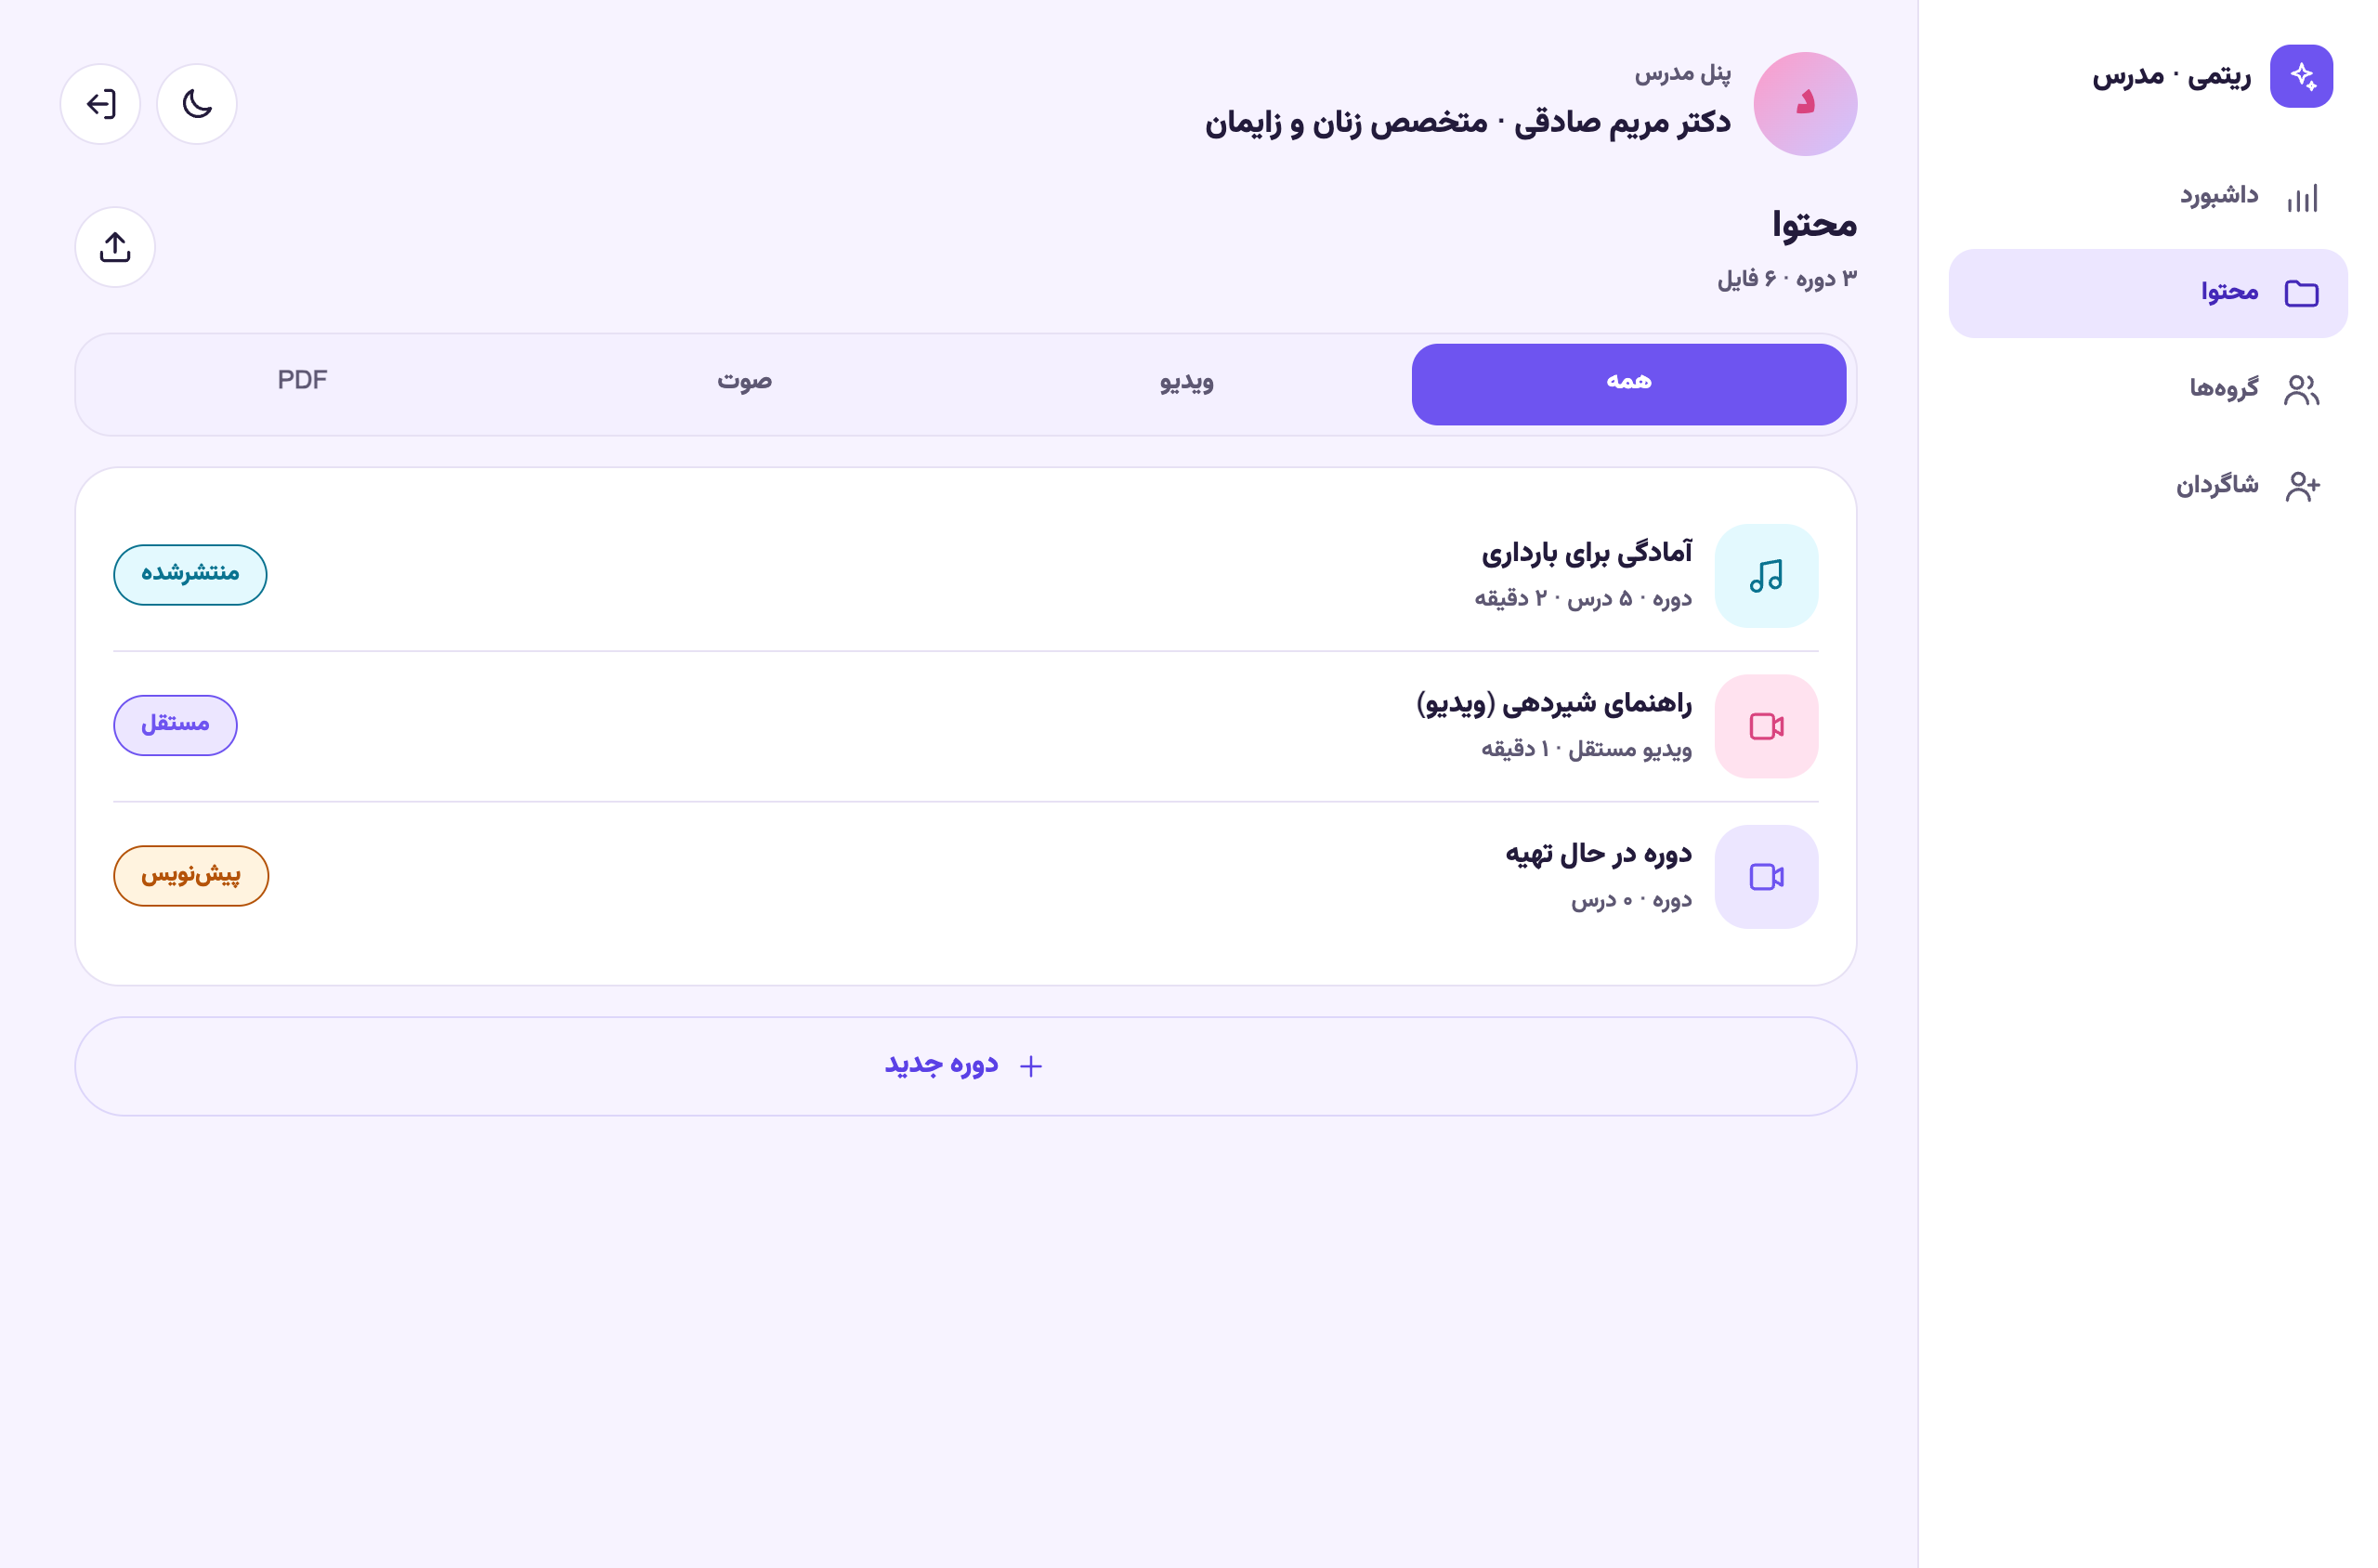 ریتمی · مدرس
داشبورد
محتوا
گروه‌ها
شاگردان
د
پنل مدرس
دکتر مریم صادقی · متخصص زنان و زایمان
محتوا
۳ دوره · ۶ فایل
همه
ویدیو
صوت
PDF
آمادگی برای بارداری
دوره · ۵ درس · ۲ دقیقه
منتشرشده
راهنمای شیردهی (ویدیو)
ویدیو مستقل · ۱ دقیقه
مستقل
دوره در حال تهیه
دوره · ۰ درس
پیش‌نویس
دوره جدید